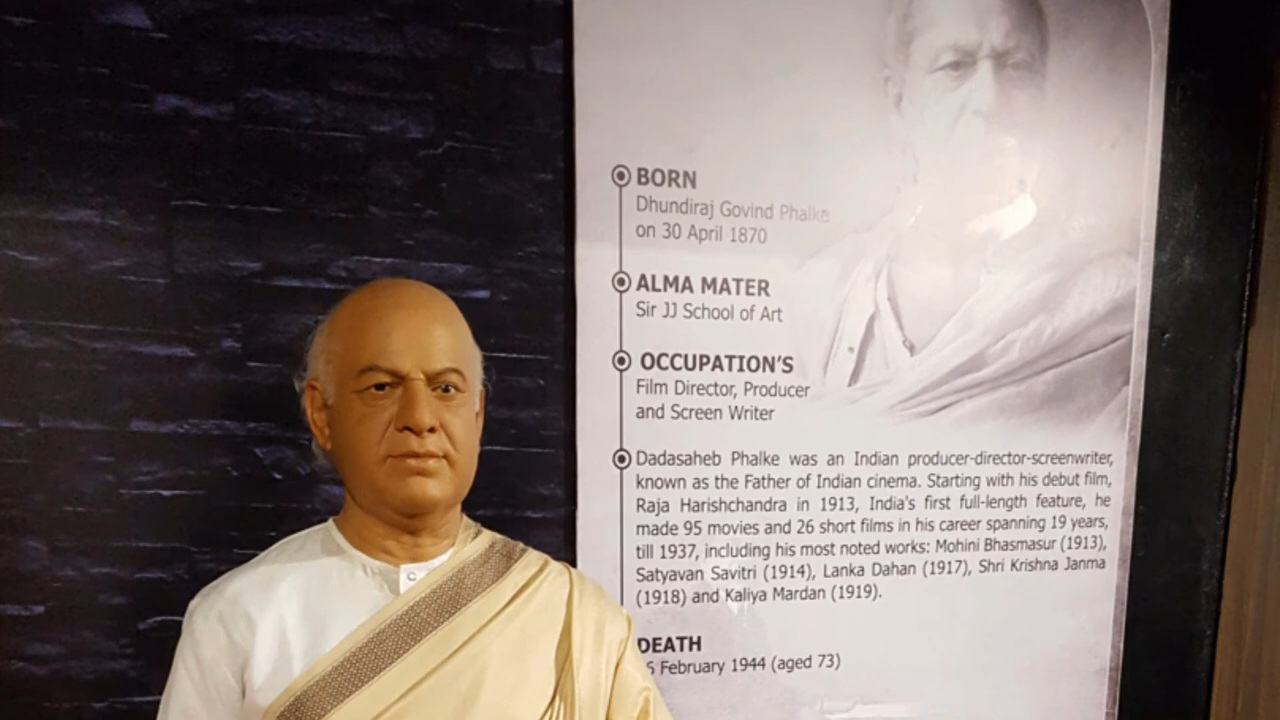 BORN
Dhundiraj Govind Phalke
on 30 April 1870
ALMA MATER
Sir JJ School of Art
OCCUPATION'S
Film Director, Producer
and Screen Writer
Dadasaheb Phalke was an Indian producer-director-screenwriter,
known as the Father of Indian cinema. Starting with his debut film,
Raja Harishchandra in 1913, India's first full-length feature, he
made 95 movies and 26 short films in his career spanning 19 years,
till 1937, including his most noted works: Mohini Bhasmasur (1913),
Satyavan Savitri (1914), Lanka Dahan (1917), Shri Krishna Janma
(1918) and Kaliya Mardan (1919).
DEATH
February 1944 (aged 73)